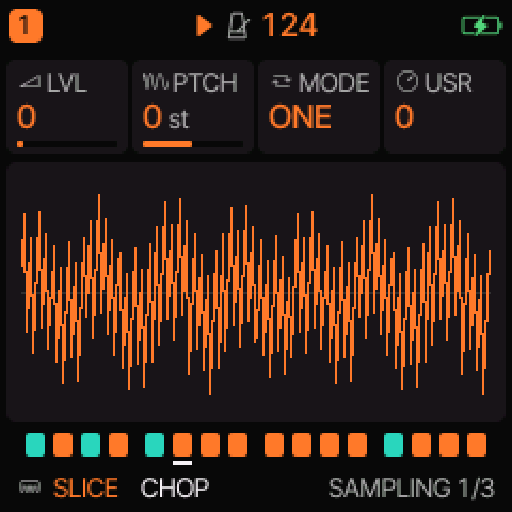 1 124
LVL PTCH MODE USR
0 0 st ONE 0
SLICE CHOP SAMPLING 1/3